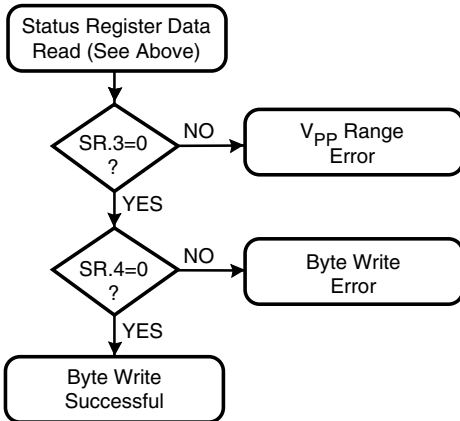 Status Register Data
Read (See Above)
SR.3=0
?
NO
VPP Range
Error
YES
SR.4=0
?
NO
Byte Write
Error
YES
Byte Write
Successful